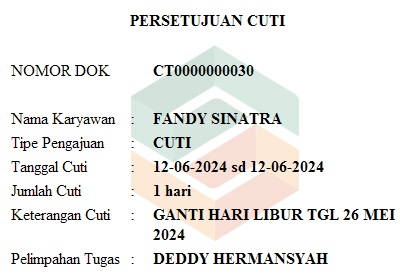 PERSETUJUAN CUTI
NOMOR DOK CT0000000030
Nama Karyawan : FANDY SINATRA
Tipe Pengajuan : CUTI
Tanggal Cuti : 12-06-2024 sd 12-06-2024
Jumlah Cuti : 1 hari
Keterangan Cuti : GANTI HARI LIBUR TGL 26 MEI
2024
Pelimpahan Tugas : DEDDY HERMANSYAH